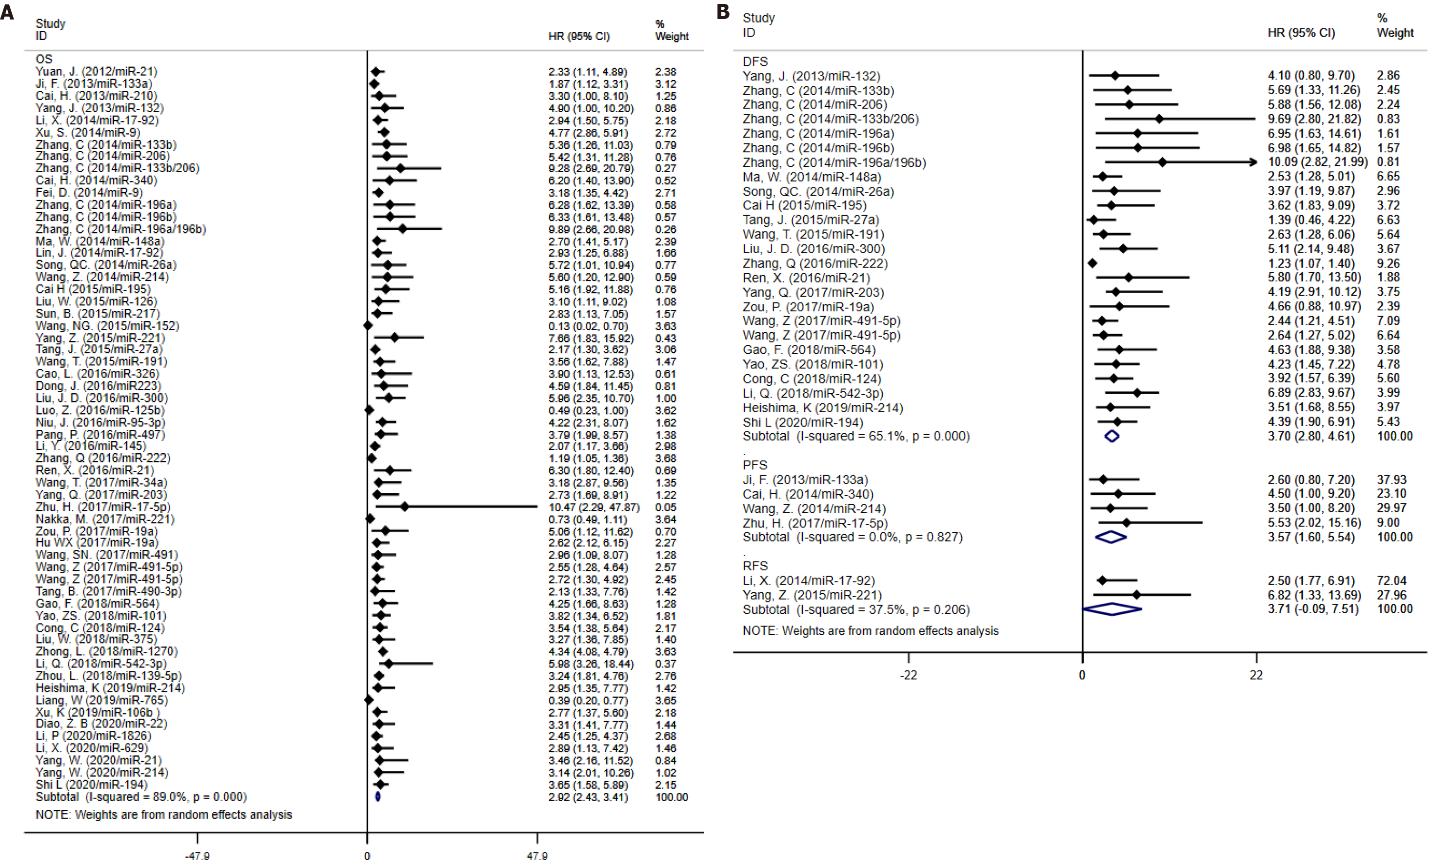 A
Study
ID HR (95% CI) % Weight
OS
Yuan, J. (2012/miR-21) 2.33 (1.11, 4.89) 2.38
Ji, F. (2013/miR-133a) 1.87 (1.12, 3.31) 3.12
Cai, H. (2013/miR-210) 3.30 (1.00, 8.10) 1.25
Yang, J. (2013/miR-132) 4.90 (1.00, 10.20) 0.86
Li, X. (2014/miR-17-92) 2.94 (1.50, 5.75) 2.18
Xu, S. (2014/miR-9) 4.77 (2.86, 5.91) 2.72
Zhang, C (2014/miR-133b) 5.36 (1.26, 11.03) 0.79
Zhang, C (2014/miR-206) 5.42 (1.31, 11.28) 0.76
Zhang, C (2014/miR-133b/206) 9.28 (2.69, 20.79) 0.27
Cai, H. (2014/miR-340) 6.20 (1.40, 13.90) 0.52
Fei, D. (2014/miR-9) 3.18 (1.35, 4.42) 2.71
Zhang, C (2014/miR-196a) 6.28 (1.62, 13.39) 0.58
Zhang, C (2014/miR-196b) 6.33 (1.61, 13.48) 0.57
Zhang, C (2014/miR-196a/196b) 9.89 (2.66, 20.98) 0.26
Ma, W. (2014/miR-148a) 2.70 (1.41, 5.17) 2.39
Lin, J. (2014/miR-17-92) 2.93 (1.25, 6.88) 1.66
Song, QC. (2014/miR-26a) 5.72 (1.01, 10.94) 0.77
Wang, Z. (2014/miR-214) 5.60 (1.20, 12.90) 0.59
Cai H (2015/miR-195) 5.16 (1.92, 11.88) 0.76
Liu, W. (2015/miR-126) 3.10 (1.11, 9.02) 1.08
Sun, B. (2015/miR-217) 2.83 (1.13, 7.05) 1.57
Wang, NG. (2015/miR-152) 0.13 (0.02, 0.70) 3.63
Yang, Z. (2015/miR-221) 7.66 (1.83, 15.92) 0.43
Tang, J. (2015/miR-27a) 2.17 (1.30, 3.62) 3.06
Wang, T. (2015/miR-191) 3.56 (1.62, 7.88) 1.47
Cao, L. (2016/miR-326) 3.90 (1.13, 12.53) 0.61
Dong, J. (2016/miR223) 4.59 (1.84, 11.45) 0.81
Liu, J. D. (2016/miR-300) 5.96 (2.35, 10.70) 1.00
Luo, Z. (2016/miR-125b) 0.49 (0.23, 1.00) 3.62
Niu, J. (2016/miR-95-3p) 4.22 (2.31, 8.07) 1.62
Pang, P. (2016/miR-497) 3.79 (1.99, 8.57) 1.38
Li, Y. (2016/miR-145) 2.07 (1.17, 3.66) 2.98
Zhang, Q (2016/miR-222) 1.19 (1.05, 1.36) 3.68
Ren, X. (2016/miR-21) 6.30 (1.80, 12.40) 0.69
Wang, T. (2017/miR-34a) 3.18 (2.87, 9.56) 1.35
Yang, Q. (2017/miR-203) 2.73 (1.69, 8.91) 1.22
Zhu, H. (2017/miR-17-5p) 10.47 (2.29, 47.87) 0.05
Nakka, M. (2017/miR-221) 0.73 (0.49, 1.11) 3.64
Zou, P. (2017/miR-19a) 5.06 (1.12, 11.62) 0.70
Hu WX (2017/miR-19a) 2.62 (2.12, 6.15) 2.27
Wang, SN. (2017/miR-491) 2.96 (1.09, 8.07) 1.28
Wang, Z (2017/miR-491-5p) 2.55 (1.28, 4.64) 2.57
Wang, Z (2017/miR-491-5p) 2.72 (1.30, 4.92) 2.45
Tang, B. (2017/miR-490-3p) 2.13 (1.33, 7.76) 1.42
Gao, F. (2018/miR-564) 4.25 (1.66, 8.63) 1.28
Yao, ZS. (2018/miR-101) 3.82 (1.34, 6.52) 1.81
Cong, C (2018/miR-124) 3.54 (1.38, 5.64) 2.17
Liu, W. (2018/miR-375) 3.27 (1.36, 7.85) 1.40
Zhong, L. (2018/miR-1270) 4.34 (4.08, 4.79) 3.63
Li, Q. (2018/miR-542-3p) 5.98 (3.26, 18.44) 0.37
Zhou, L. (2018/miR-139-5p) 3.24 (1.81, 4.76) 2.76
Heishima, K (2019/miR-214) 2.95 (1.35, 7.77) 1.42
Liang, W (2019/miR-765) 0.39 (0.20, 0.77) 3.65
Xu, K (2019/miR-106b ) 2.77 (1.37, 5.60) 2.18
Diao, Z. B (2020/miR-22) 3.31 (1.41, 7.77) 1.44
Li, P (2020/miR-1826) 2.45 (1.25, 4.37) 2.68
Li, X. (2020/miR-629) 2.89 (1.13, 7.42) 1.46
Yang, W. (2020/miR-21) 3.46 (2.16, 11.52) 0.84
Yang, W. (2020/miR-214) 3.14 (2.01, 10.26) 1.02
Shi L (2020/miR-194) 3.65 (1.58, 5.89) 2.15
Subtotal (I-squared = 89.0%, p = 0.000) 2.92 (2.43, 3.41) 100.00
NOTE: Weights are from random effects analysis
-47.9 0 47.9
B
Study
ID HR (95% CI) % Weight
DFS
Yang, J. (2013/miR-132) 4.10 (0.80, 9.70) 2.86
Zhang, C (2014/miR-133b) 5.69 (1.33, 11.26) 2.45
Zhang, C (2014/miR-206) 5.88 (1.56, 12.08) 2.24
Zhang, C (2014/miR-133b/206) 9.69 (2.80, 21.82) 0.83
Zhang, C (2014/miR-196a) 6.95 (1.63, 14.61) 1.61
Zhang, C (2014/miR-196b) 6.98 (1.65, 14.82) 1.57
Zhang, C (2014/miR-196a/196b) 10.09 (2.82, 21.99) 0.81
Ma, W. (2014/miR-148a) 2.53 (1.28, 5.01) 6.65
Song, QC. (2014/miR-26a) 3.97 (1.19, 9.87) 2.96
Cai H (2015/miR-195) 3.62 (1.83, 9.09) 3.72
Tang, J. (2015/miR-27a) 1.39 (0.46, 4.22) 6.63
Wang, T. (2015/miR-191) 2.63 (1.28, 6.06) 5.64
Liu, J. D. (2016/miR-300) 5.11 (2.14, 9.48) 3.67
Zhang, Q (2016/miR-222) 1.23 (1.07, 1.40) 9.26
Ren, X. (2016/miR-21) 5.80 (1.70, 13.50) 1.88
Yang, Q. (2017/miR-203) 4.19 (2.91, 10.12) 3.75
Zou, P. (2017/miR-19a) 4.66 (0.88, 10.97) 2.39
Wang, Z (2017/miR-491-5p) 2.44 (1.21, 4.51) 7.09
Wang, Z (2017/miR-491-5p) 2.64 (1.27, 5.02) 6.64
Gao, F. (2018/miR-564) 4.63 (1.88, 9.38) 3.58
Yao, ZS. (2018/miR-101) 4.23 (1.45, 7.22) 4.78
Cong, C (2018/miR-124) 3.92 (1.57, 6.39) 5.60
Li, Q. (2018/miR-542-3p) 6.89 (2.83, 9.67) 3.99
Heishima, K (2019/miR-214) 3.51 (1.68, 8.55) 3.97
Shi L (2020/miR-194) 4.39 (1.90, 6.91) 5.43
Subtotal (I-squared = 65.1%, p = 0.000) 3.70 (2.80, 4.61) 100.00
.
PFS
Ji, F. (2013/miR-133a) 2.60 (0.80, 7.20) 37.93
Cai, H. (2014/miR-340) 4.50 (1.00, 9.20) 23.10
Wang, Z. (2014/miR-214) 3.50 (1.00, 8.20) 29.97
Zhu, H. (2017/miR-17-5p) 5.53 (2.02, 15.16) 9.00
Subtotal (I-squared = 0.0%, p = 0.827) 3.57 (1.60, 5.54) 100.00
.
RFS
Li, X. (2014/miR-17-92) 2.50 (1.77, 6.91) 72.04
Yang, Z. (2015/miR-221) 6.82 (1.33, 13.69) 27.96
Subtotal (I-squared = 37.5%, p = 0.206) 3.71 (-0.09, 7.51) 100.00
NOTE: Weights are from random effects analysis
-22 0 22